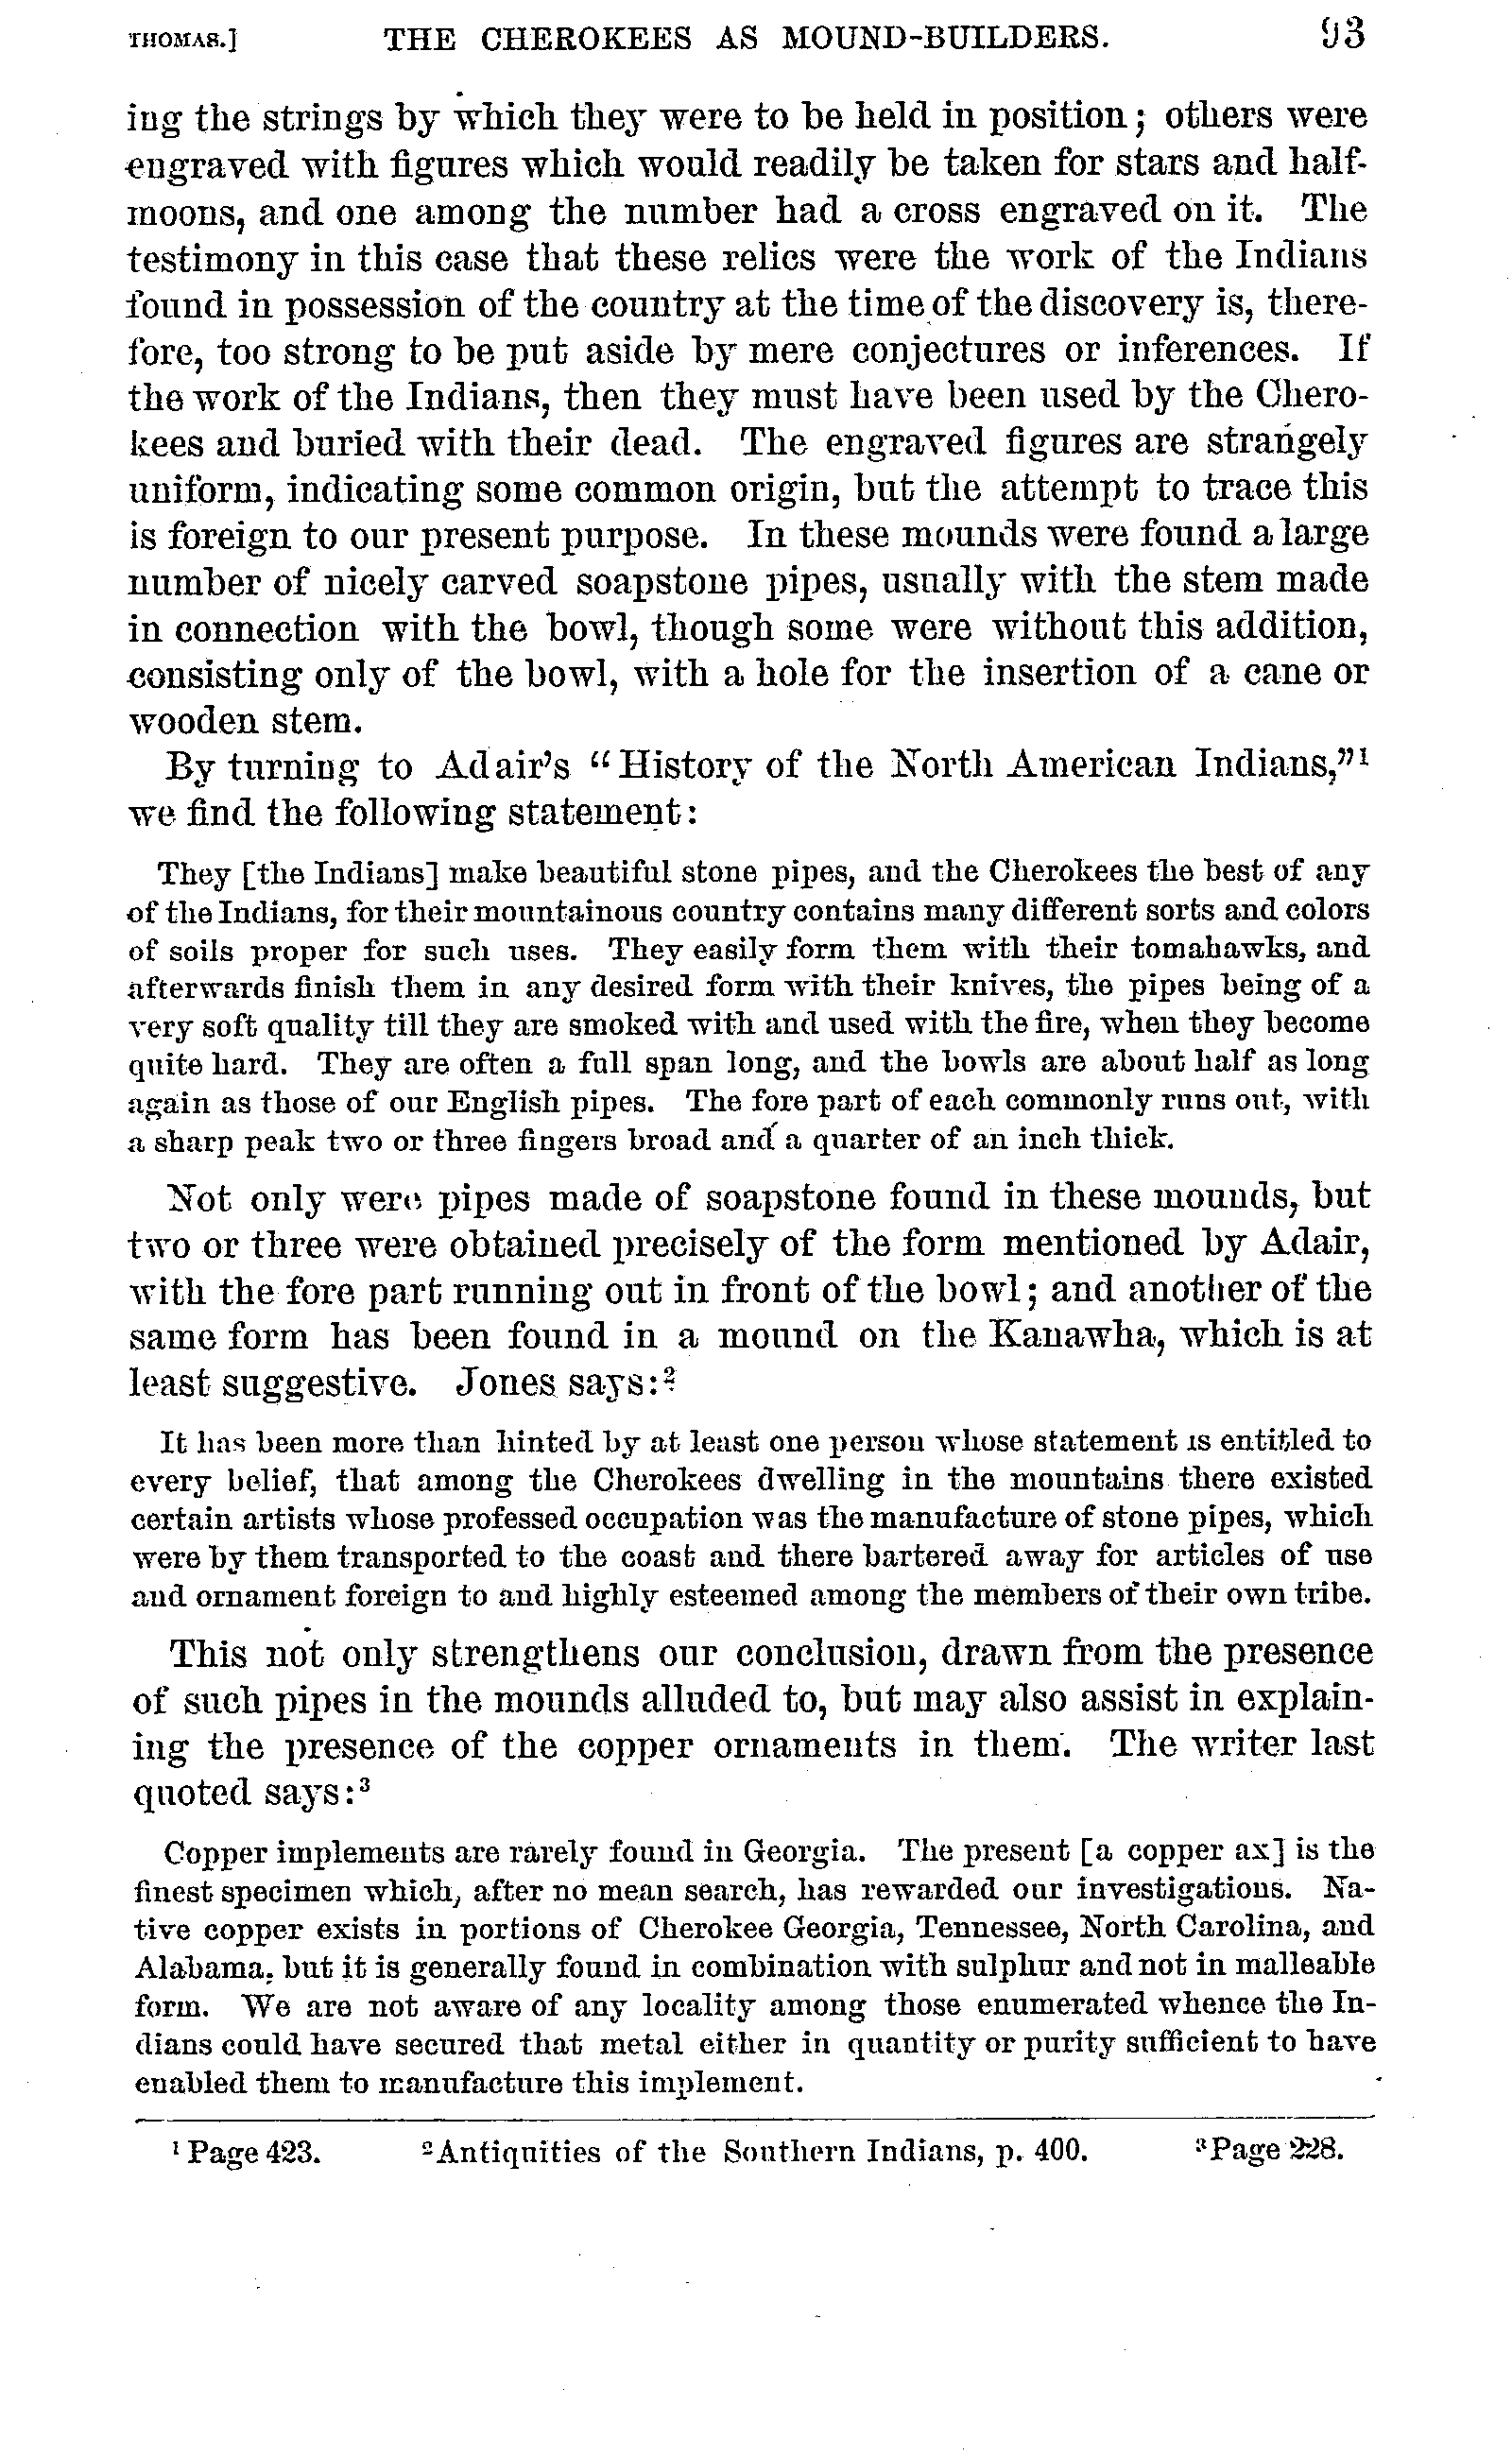 THOMAS.] THE CHEROKEES AS MOUND-BUILDERS. 93
ing the strings by which they were to be held in position; others were
engraved with figures which would readily be taken for stars and half-
moons, and one among the number had a cross engraved on it. The
testimony in this case that these relics were the work of the Indians
found in possession of the country at the time of the discovery is, there-
fore, too strong to be put aside by mere conjectures or inferences. If
the work of the Indians, then they must have been used by the Chero-
kees and buried with their dead. The engraved figures are strangely
uniform, indicating some common origin, but the attempt to trace this
is foreign to our present purpose. In these mounds were found a large
number of nicely carved soapstone pipes, usually with the stem made
in connection with the bowl, though some were without this addition,
consisting only of the bowl, with a hole for the insertion of a cane or
wooden stem.
By turning to Adair's "History of the North American Indians,"¹
we find the following statement:
They [the Indians] make beautiful stone pipes, and the Cherokees the best of any
of the Indians, for their mountainous country contains many different sorts and colors
of soils proper for such uses. They easily form them with their tomahawks, and
afterwards finish them in any desired form with their knives, the pipes being of a
very soft quality till they are smoked with and used with the fire, when they become
quite hard. They are often a full span long, and the bowls are about half as long
again as those of our English pipes. The fore part of each commonly runs out, with
a sharp peak two or three fingers broad and a quarter of an inch thick.
Not only were pipes made of soapstone found in these mounds, but
two or three were obtained precisely of the form mentioned by Adair,
with the fore part running out in front of the bowl; and another of the
same form has been found in a mound on the Kanawha, which is at
least suggestive. Jones says:²
It has been more than hinted by at least one person whose statement is entitled to
every belief, that among the Cherokees dwelling in the mountains there existed
certain artists whose professed occupation was the manufacture of stone pipes, which
were by them transported to the coast and there bartered away for articles of use
and ornament foreign to and highly esteemed among the members of their own tribe.
This not only strengthens our conclusion, drawn from the presence
of such pipes in the mounds alluded to, but may also assist in explain-
ing the presence of the copper ornaments in them. The writer last
quoted says:³
Copper implements are rarely found in Georgia. The present [a copper ax] is the
finest specimen which, after no mean search, has rewarded our investigations. Na-
tive copper exists in portions of Cherokee Georgia, Tennessee, North Carolina, and
Alabama, but it is generally found in combination with sulphur and not in malleable
form. We are not aware of any locality among those enumerated whence the In-
dians could have secured that metal either in quantity or purity sufficient to have
enabled them to manufacture this implement.
¹ Page 423. ² Antiquities of the Southern Indians, p. 400. ³ Page 228.